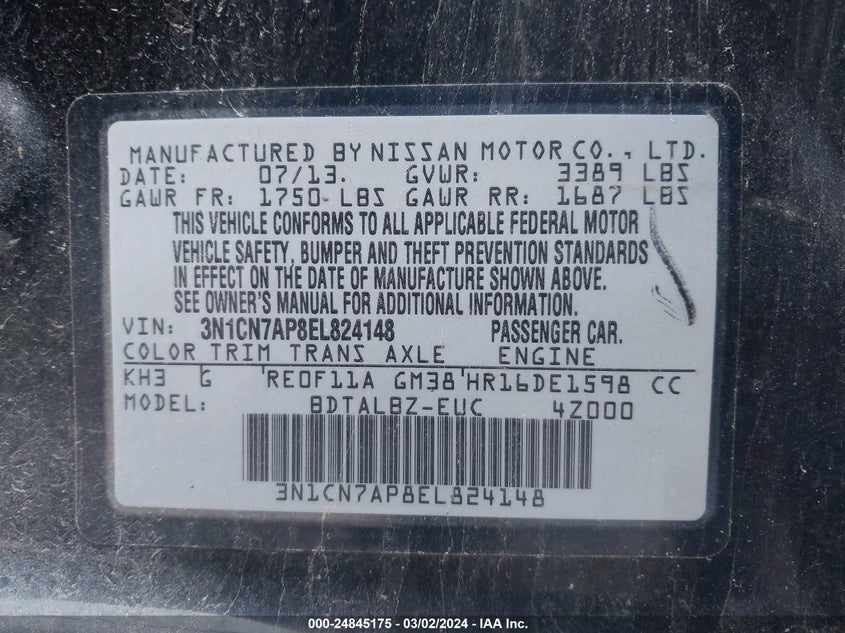 MANUFACTURED BY NISSAN MOTOR CO., LTD.
DATE: 07/13. GVWR: 3389 LBS
GAWR FR: 1750 LBS GAWR RR: 1687 LBS
THIS VEHICLE CONFORMS TO ALL APPLICABLE FEDERAL MOTOR
VEHICLE SAFETY, BUMPER AND THEFT PREVENTION STANDARDS
IN EFFECT ON THE DATE OF MANUFACTURE SHOWN ABOVE.
SEE OWNER'S MANUAL FOR ADDITIONAL INFORMATION.
VIN: 3N1CN7AP8EL824148 PASSENGER CAR.
COLOR TRIM TRANS AXLE ENGINE
KH3 G RE0F11A GM38 HR16DE1598 CC
MODEL: BDTALBZ-EUC 4Z000
3N1CN7AP8EL824148
000-24845175 - 03/02/2024 - IAA Inc.